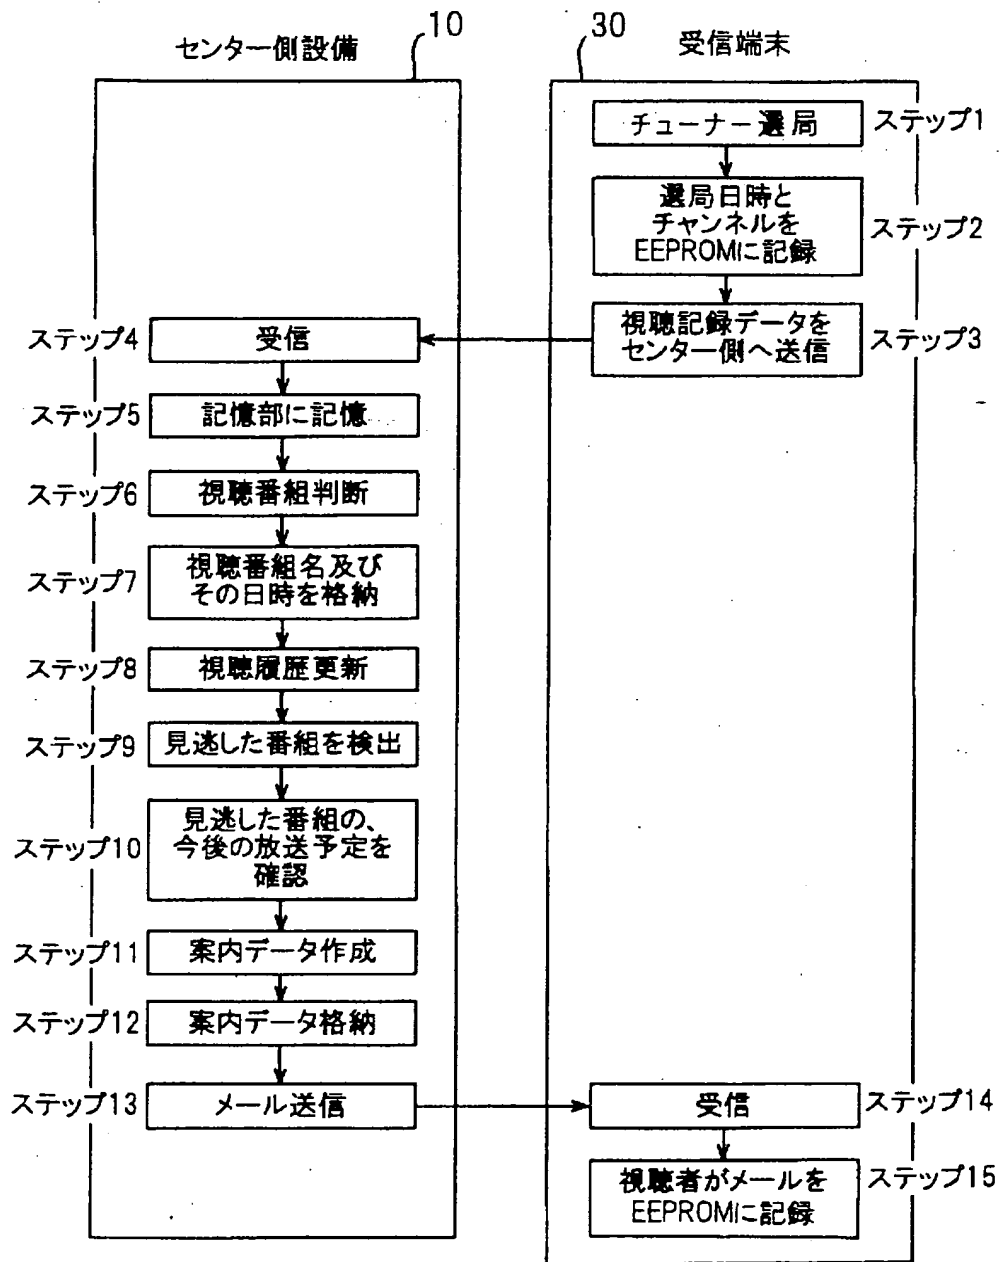 センター側設備
10
30
受信端末
チューナー選局
ステップ1
選局日時と
チャンネルを
EEPROMに記録
ステップ2
視聴記録データを
センター側へ送信
ステップ3
ステップ4
受信
ステップ5
記憶部に記憶
ステップ6
視聴番組判断
ステップ7
視聴番組名及び
その日時を格納
ステップ8
視聴履歴更新
ステップ9
見逃した番組を検出
ステップ10
見逃した番組の、
今後の放送予定を
確認
ステップ11
案内データ作成
ステップ12
案内データ格納
ステップ13
メール送信
受信
ステップ14
視聴者がメールを
EEPROMに記録
ステップ15